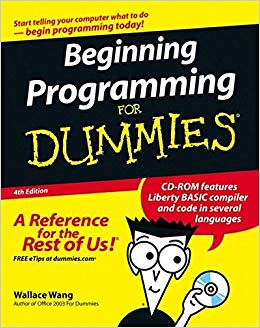 Start telling your computer what to do
— begin programming today!
Beginning
Programming
FOR
DUMMIES®
4th Edition
CD-ROM features
Liberty BASIC compiler
and code in several
languages
A Reference
for the
Rest of Us!®
FREE eTips at dummies.com®
Wallace Wang
Author of Office 2003 For Dummies